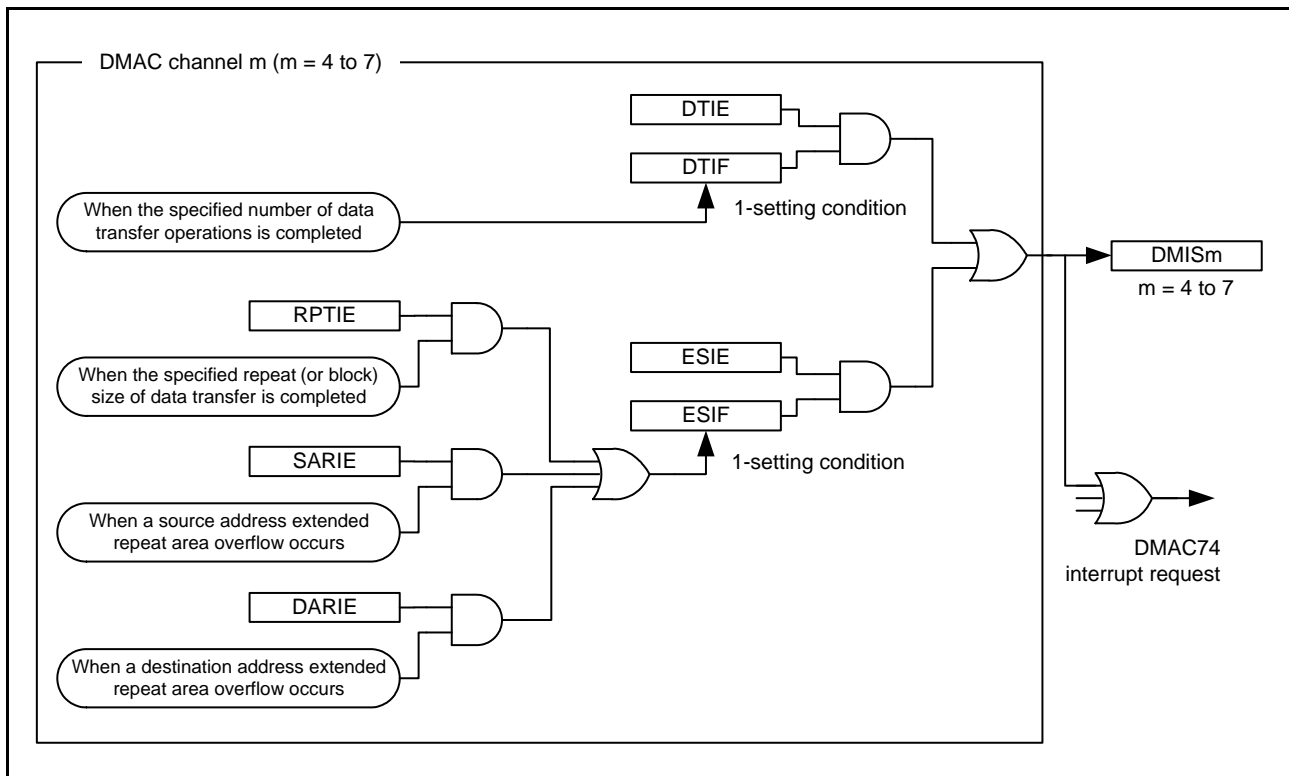 DMAC channel m (m = 4 to 7)
DTIE
DTIF
When the specified number of data
transfer operations is completed
1-setting condition
DMISm
m = 4 to 7
RPTIE
When the specified repeat (or block)
size of data transfer is completed
ESIE
ESIF
1-setting condition
SARIE
When a source address extended
repeat area overflow occurs
DMAC74
interrupt request
DARIE
When a destination address extended
repeat area overflow occurs